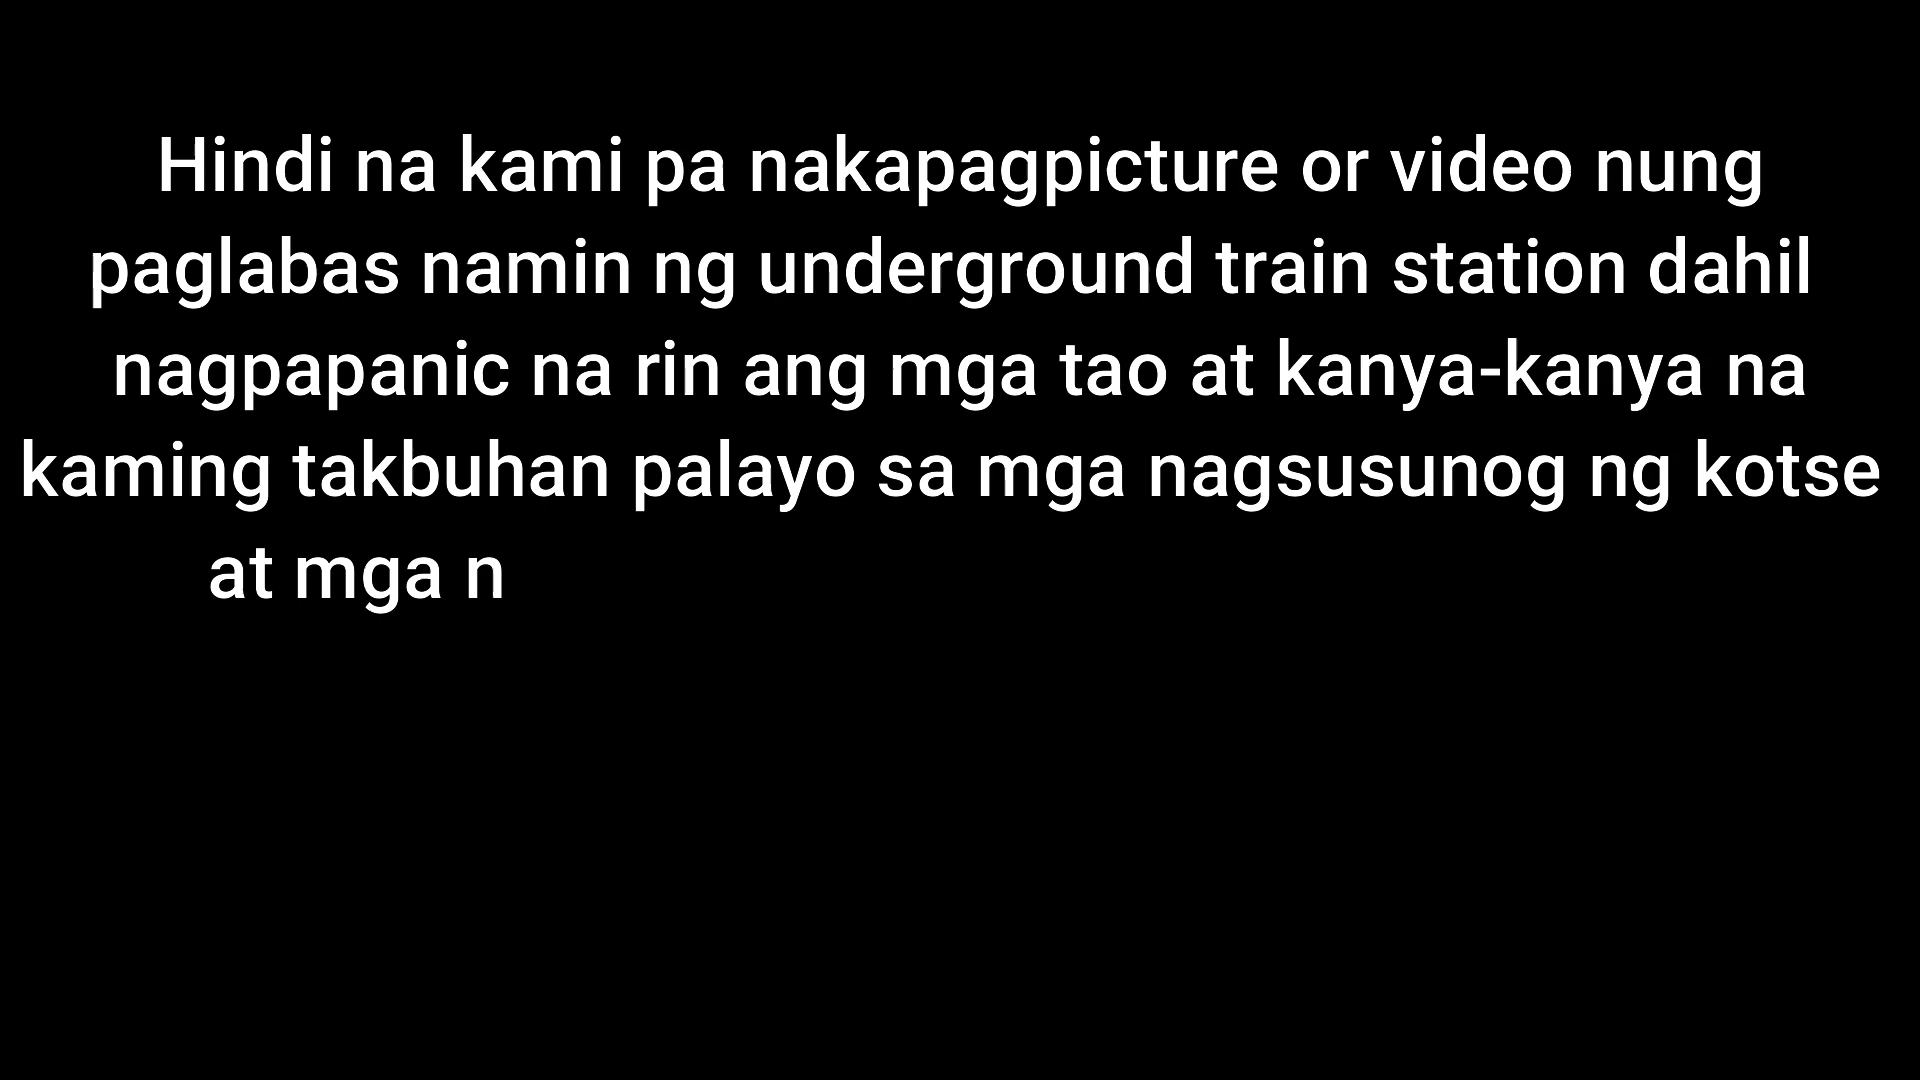 Hindi na kami pa nakapagpicture or video nung
paglabas namin ng underground train station dahil
nagpapanic na rin ang mga tao at kanya-kanya na
kaming takbuhan palayo sa mga nagsusunog ng kotse
at mga n